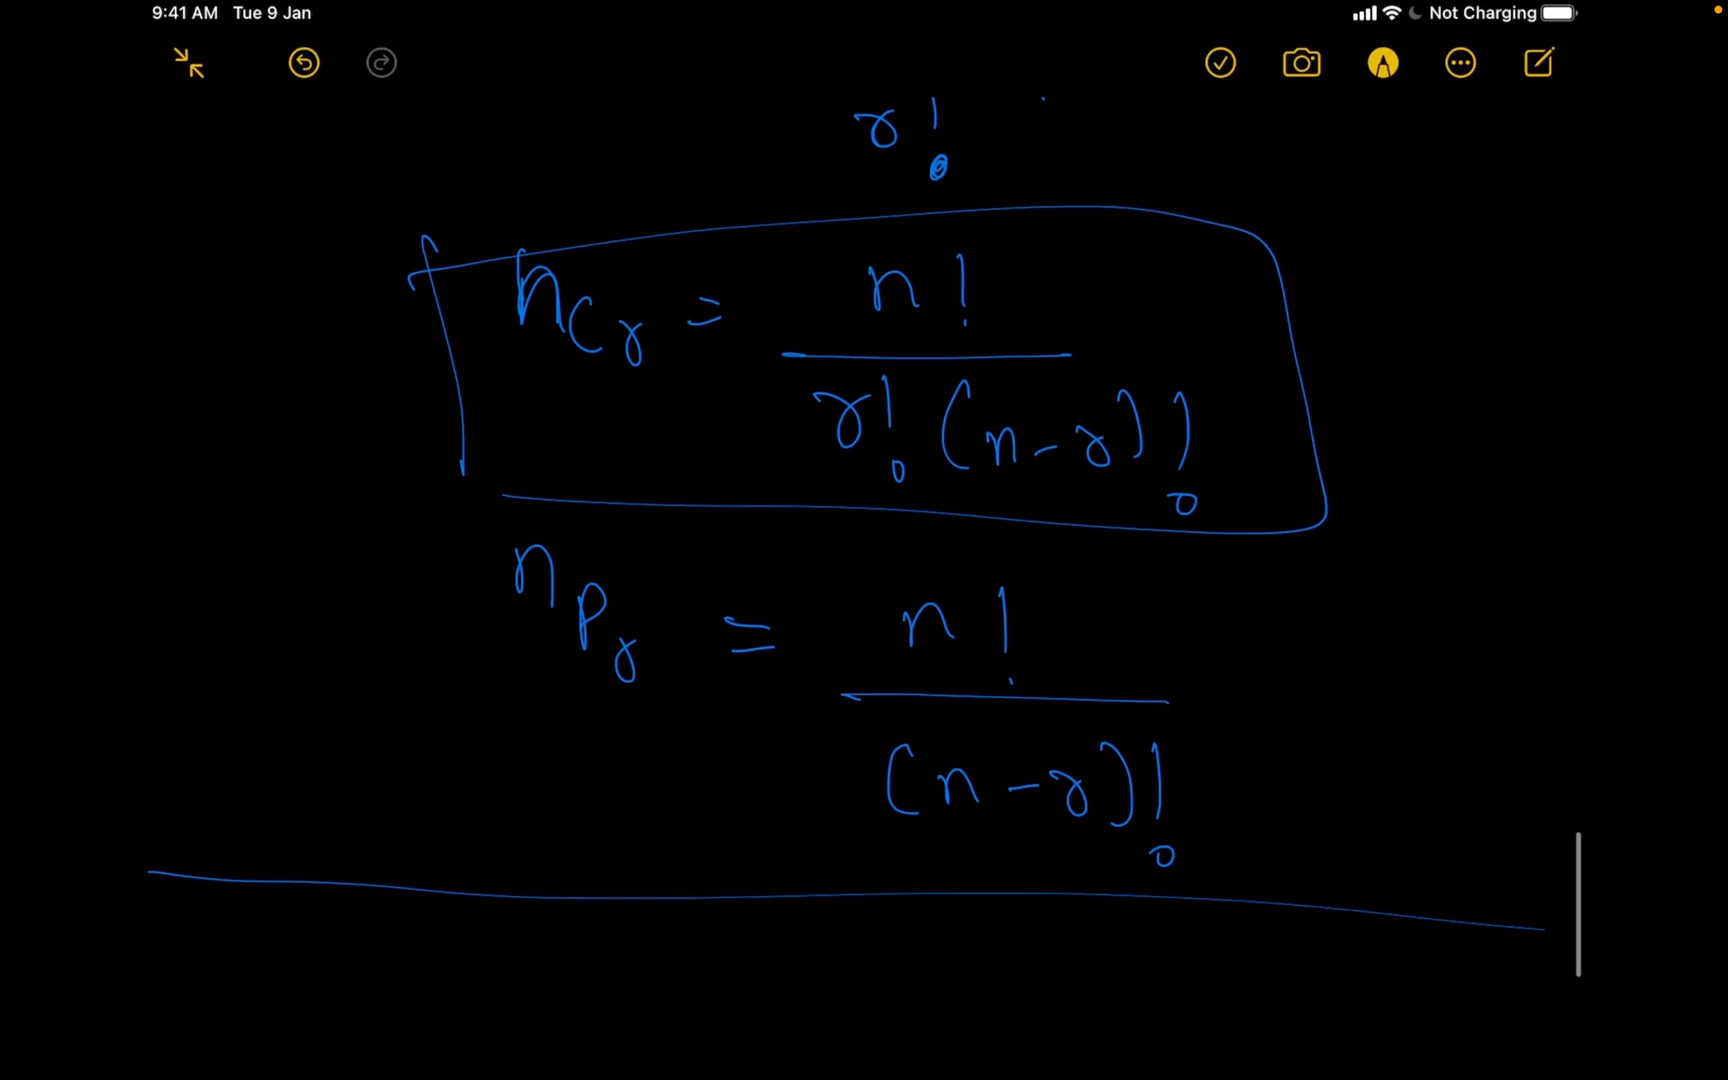 9:41 AM Tue 9 Jan
Not Charging
r!
nCr = n!
r!(n-r)!
nPr = n!
(n-r)!